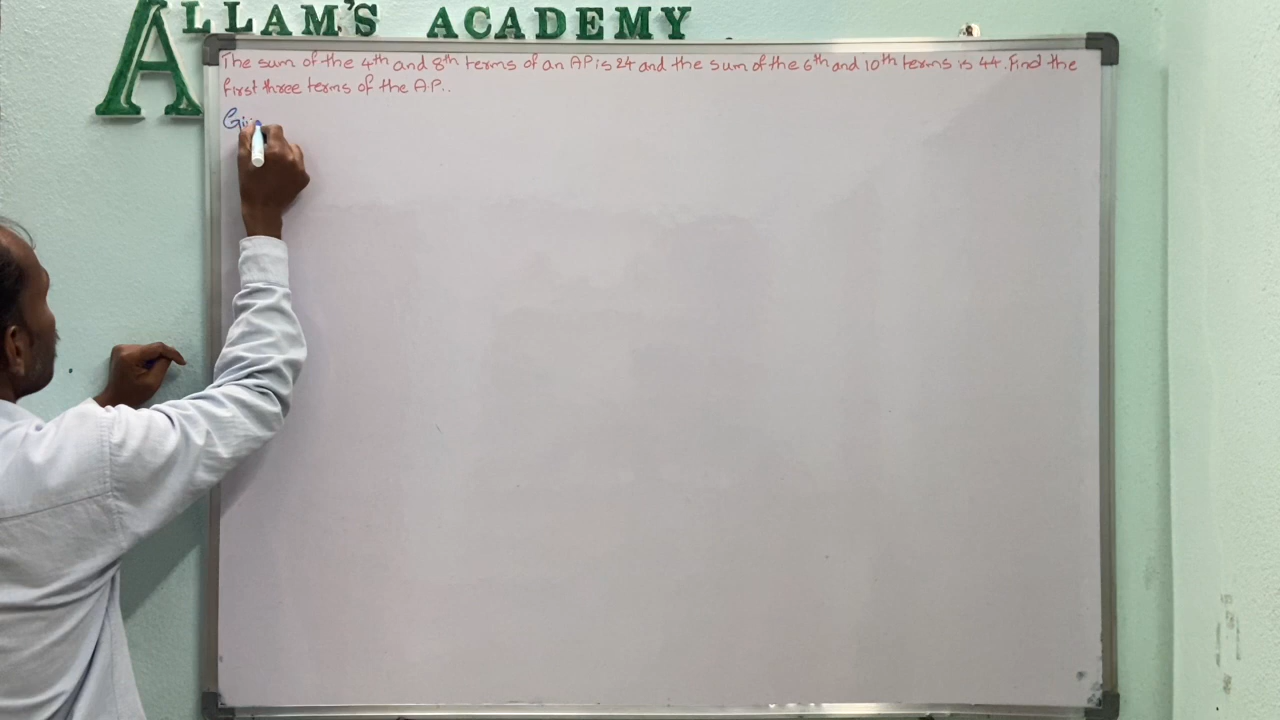 ALLAM'S ACADEMY
The sum of the 4th and 8th terms of an AP is 24 and the sum of the 6th and 10th terms is 44. Find the
first three terms of the A.P..